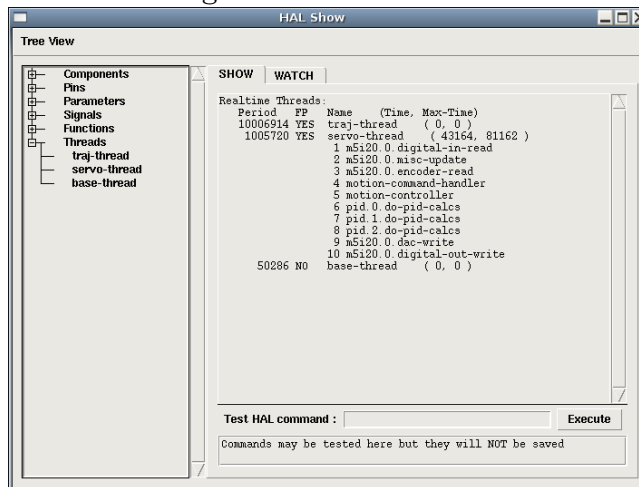 HAL Show
Tree View
Components
Pins
Parameters
Signals
Functions
Threads
traj-thread
servo-thread
base-thread
SHOW WATCH
Realtime Threads:
Period FP Name (Time, Max-Time)
10006914 YES traj-thread ( 0, 0 )
1005720 YES servo-thread ( 43164, 81162 )
1 m5i20.0.digital-in-read
2 m5i20.0.misc-update
3 m5i20.0.encoder-read
4 motion-command-handler
5 motion-controller
6 pid.0.do-pid-calcs
7 pid.1.do-pid-calcs
8 pid.2.do-pid-calcs
9 m5i20.0.dac-write
10 m5i20.0.digital-out-write
50286 NO base-thread ( 0, 0 )
Test HAL command : Execute
Commands may be tested here but they will NOT be saved